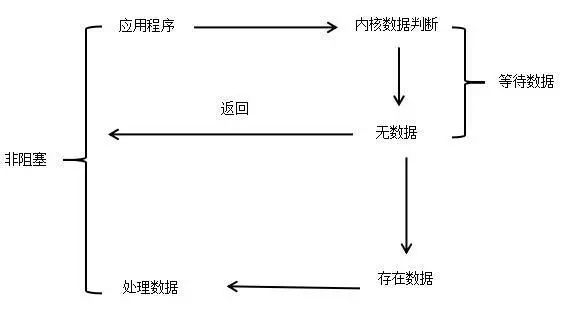 应用程序
内核数据判断
等待数据
返回
无数据
非阻塞
存在数据
处理数据